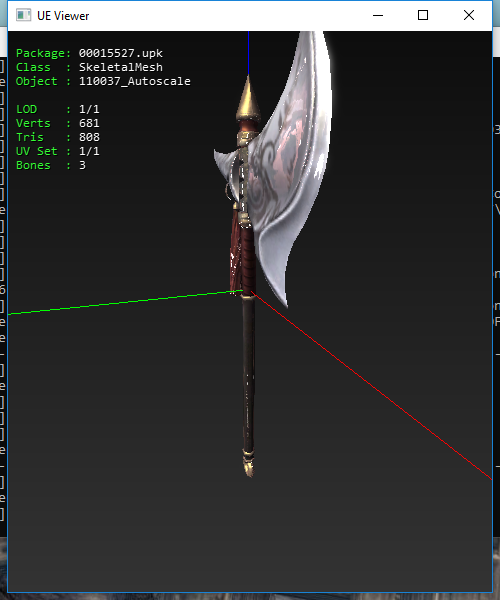 UE Viewer
Package: 00015527.upk
Class : SkeletalMesh
Object : 110037_Autoscale
LOD : 1/1
Verts : 681
Tris : 808
UV Set : 1/1
Bones : 3